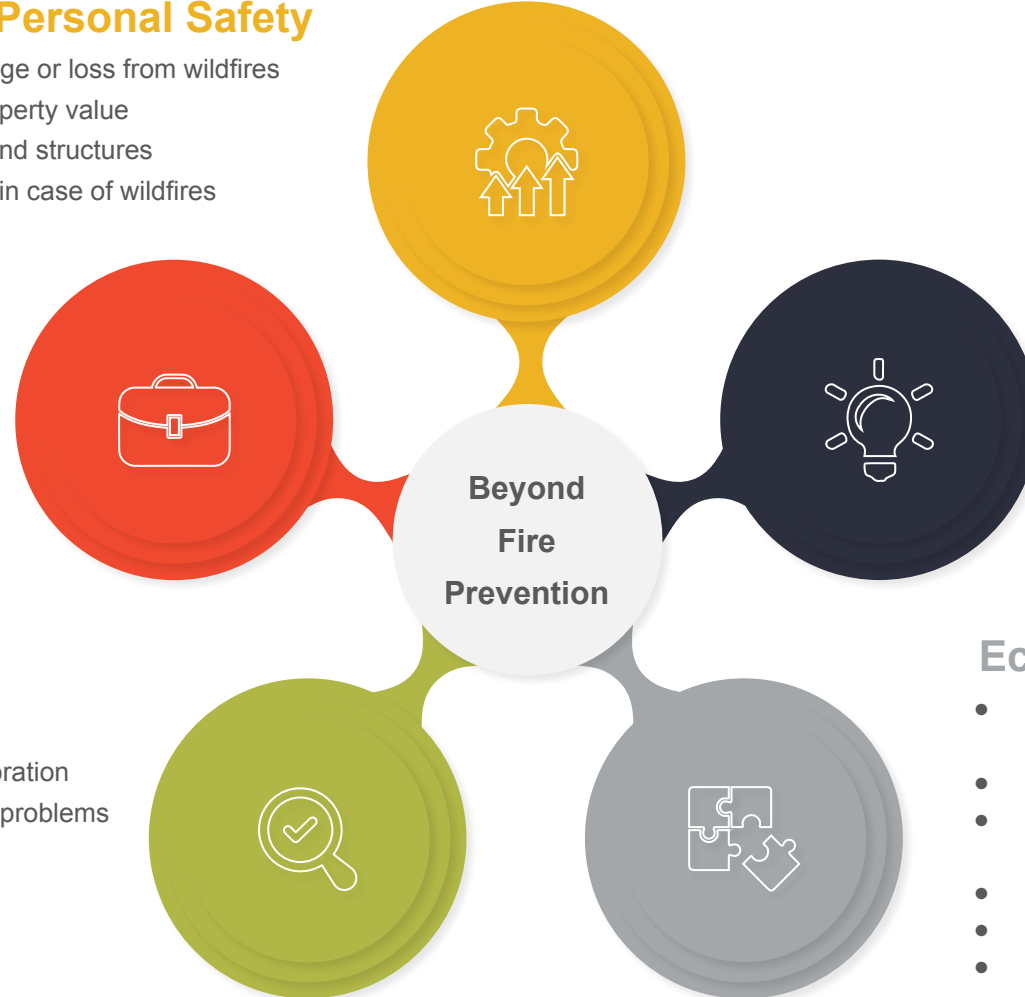 Personal Safety
ge or loss from wildfires
perty value
nd structures
in case of wildfires
Beyond
Fire
Prevention
Ec
oration
problems